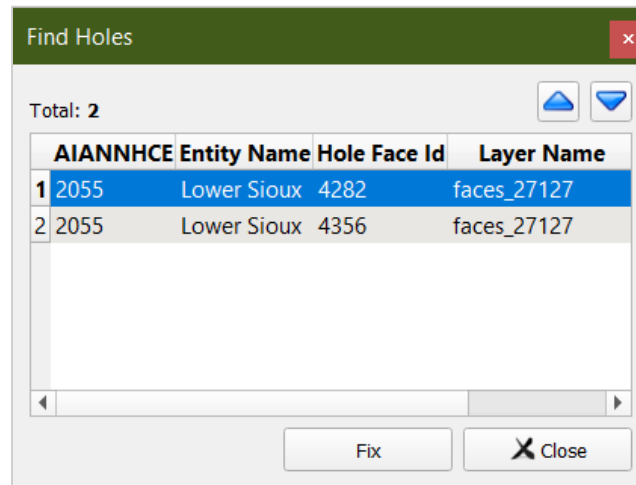 Find Holes
Total: 2
AIANNHCE Entity Name Hole Face Id Layer Name
1 2055 Lower Sioux 4282 faces_27127
2 2055 Lower Sioux 4356 faces_27127
Fix Close